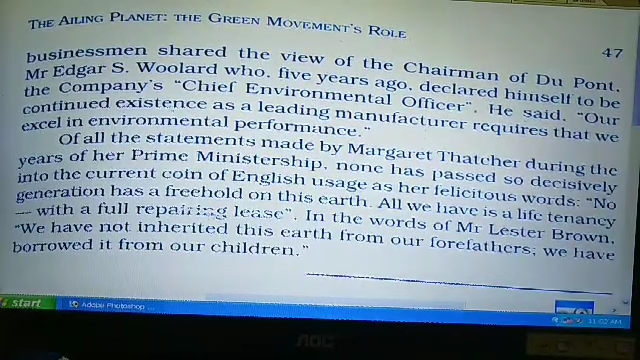 THE AILING PLANET: THE GREEN MOVEMENT'S ROLE
47
businessmen shared the view of the Chairman of Du Pont,
Mr Edgar S. Woolard who, five years ago, declared himself to be
the Company's "Chief Environmental Officer". He said, "Our
continued existence as a leading manufacturer requires that we
excel in environmental performance."
Of all the statements made by Margaret Thatcher during the
years of her Prime Ministership, none has passed so decisively
into the current coin of English usage as her felicitous words: "No
generation has a freehold on this earth. All we have is a life tenancy
— with a full repairing lease". In the words of Mr Lester Brown,
"We have not inherited this earth from our forefathers; we have
borrowed it from our children."
start
Adobe Photoshop ...
11:02 AM
AOC